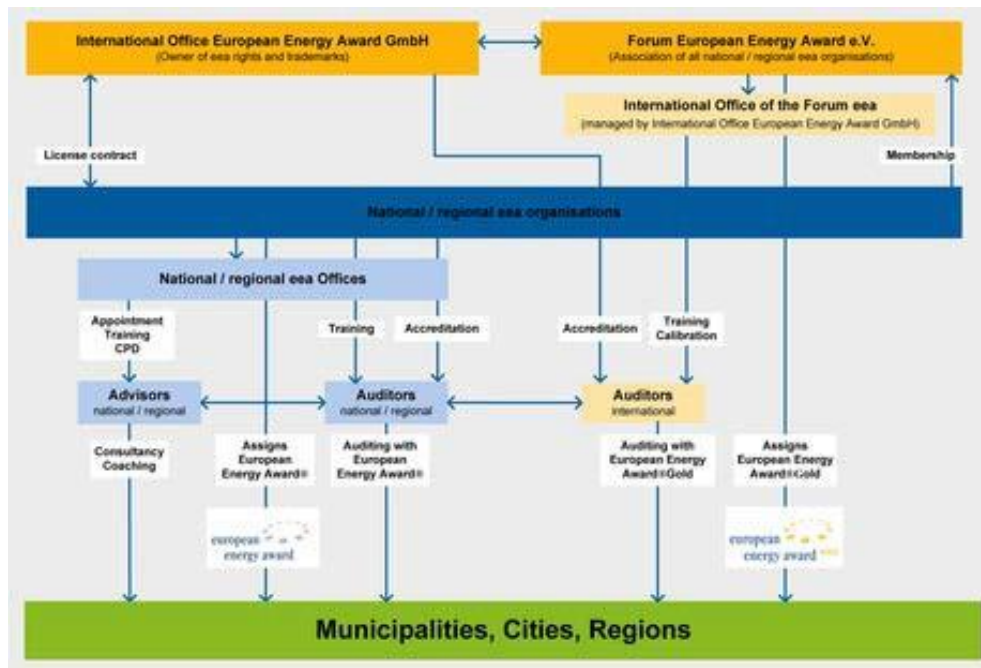 International Office European Energy Award GmbH
(Owner of eea rights and trademarks)
Forum European Energy Award e.V.
(Association of all national / regional eea organisations)
International Office of the Forum eea
(managed by International Office European Energy Award GmbH)
License contract
Membership
National / regional eea organisations
National / regional eea Offices
Appointment
Training
CPD
Training
Accreditation
Accreditation
Training
Calibration
Advisors
national / regional
Auditors
national / regional
Auditors
international
Consultancy
Coaching
Assigns
European
Energy Award®
Auditing with
European
Energy Award®
Auditing with
European Energy
Award®Gold
Assigns
European Energy
Award®Gold
european
energy award
european
energy award
Municipalities, Cities, Regions